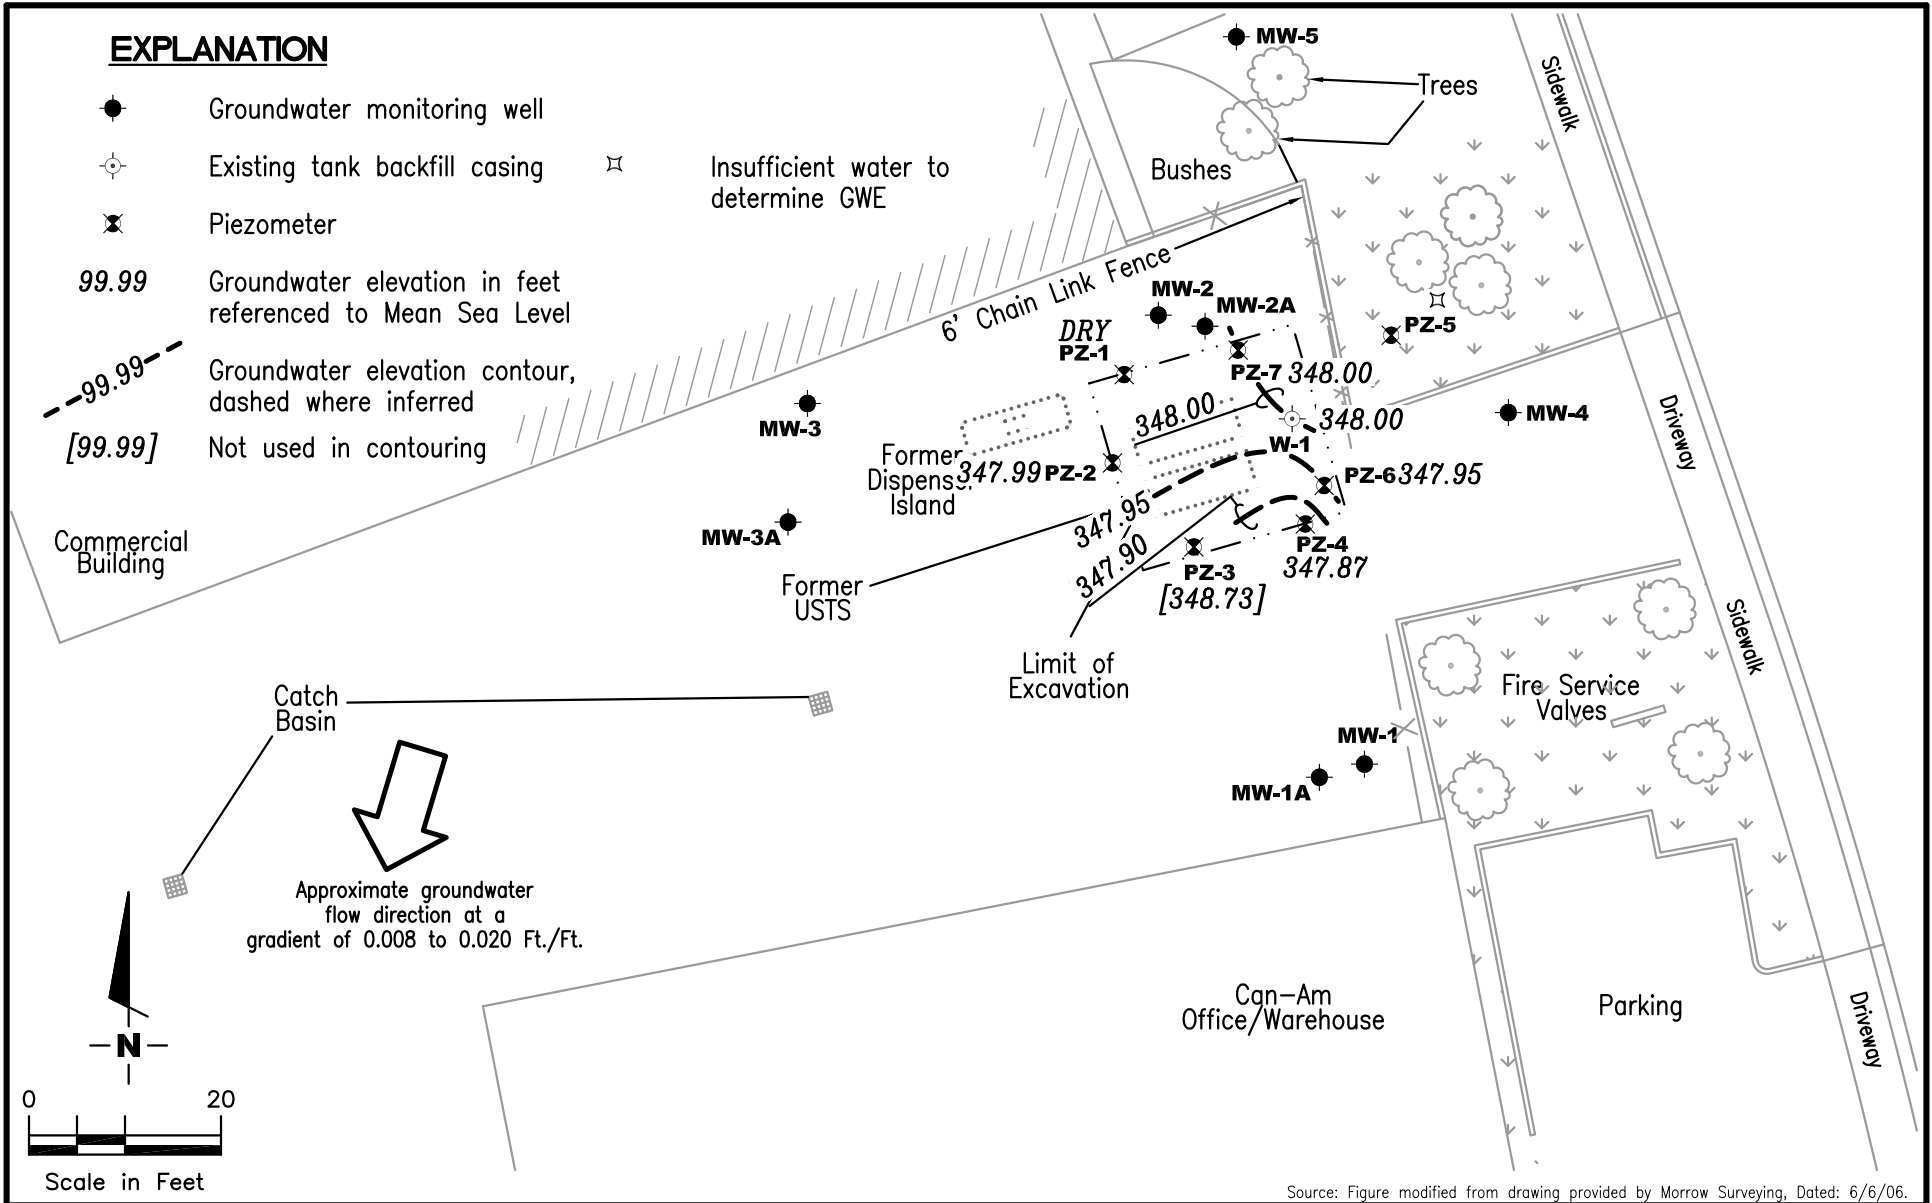 EXPLANATION
Groundwater monitoring well
Existing tank backfill casing
Insufficient water to
determine GWE
Piezometer
99.99
Groundwater elevation in feet
referenced to Mean Sea Level
99.99
Groundwater elevation contour,
dashed where inferred
[99.99]
Not used in contouring
MW-5
Trees
Sidewalk
Bushes
6' Chain Link Fence
MW-2
MW-2A
DRY
PZ-1
PZ-5
PZ-7 348.00
348.00
348.00
W-1
MW-3
MW-4
Driveway
Former
Dispenser
Island
347.99 PZ-2
PZ-6 347.95
347.95
347.90
MW-3A
PZ-4
347.87
PZ-3
[348.73]
Commercial
Building
Former
USTS
Limit of
Excavation
Sidewalk
Fire Service
Valves
Catch
Basin
MW-1
MW-1A
Approximate groundwater
flow direction at a
gradient of 0.008 to 0.020 Ft./Ft.
N
Can-Am
Office/Warehouse
Parking
Driveway
0 20
Scale in Feet
Source: Figure modified from drawing provided by Morrow Surveying, Dated: 6/6/06.